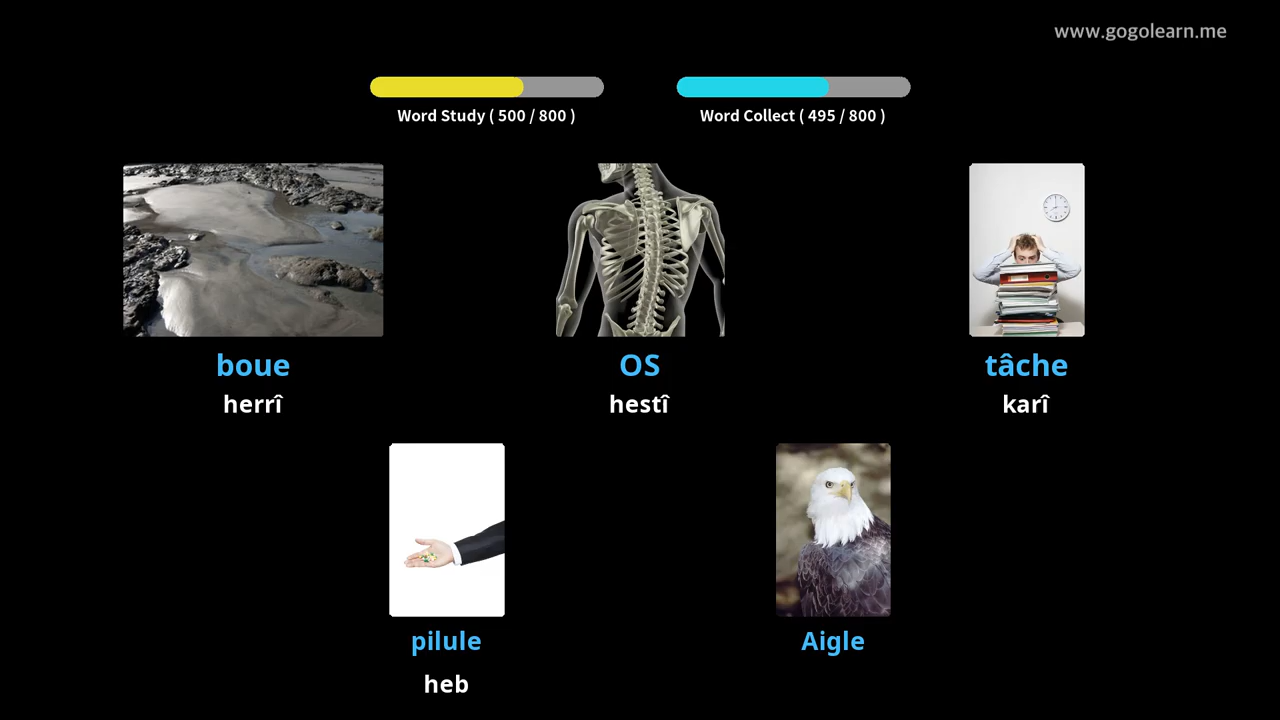 www.gogolearn.me
Word Study ( 500 / 800 )
Word Collect ( 495 / 800 )
boue
herrî
OS
hestî
tâche
karî
pilule
heb
Aigle